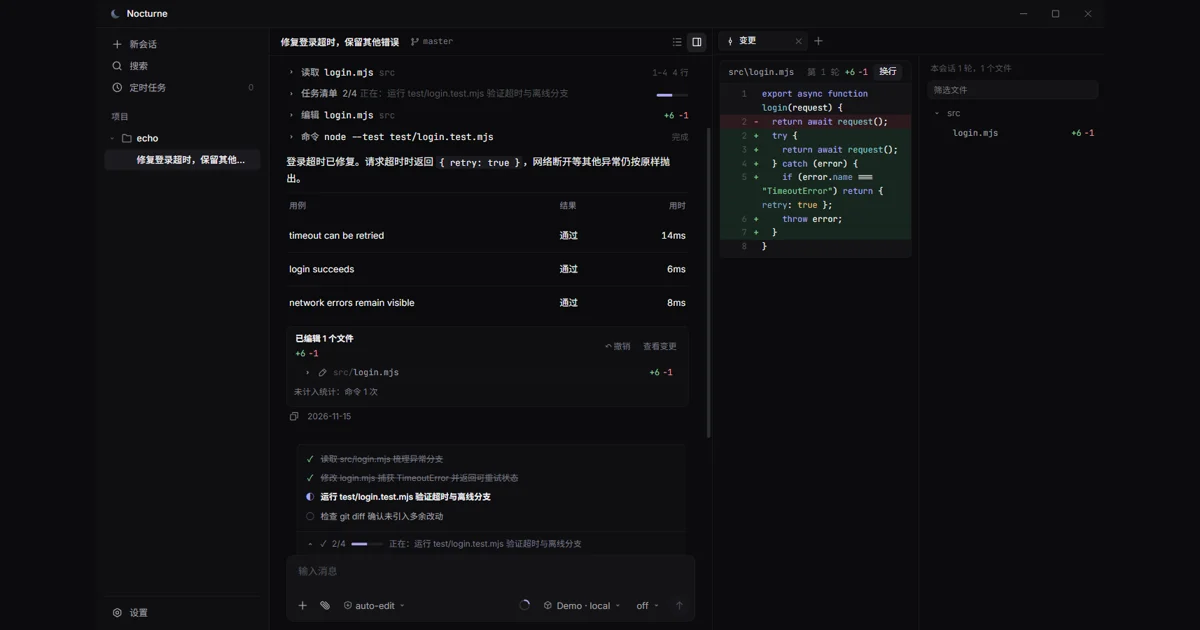 Nocturne
新会话
搜索
定时任务 0
项目
echo
修复登录超时，保留其他...
设置
修复登录超时，保留其他错误 master
读取 login.mjs src 1-4 4 行
任务清单 2/4 正在：运行 test/login.test.mjs 验证超时与离线分支
编辑 login.mjs src +6 -1
命令 node --test test/login.test.mjs 完成
登录超时已修复。请求超时时返回 { retry: true }，网络断开等其他异常仍按原样抛
出。
用例 结果 用时
timeout can be retried 通过 14ms
login succeeds 通过 6ms
network errors remain visible 通过 8ms
已编辑 1 个文件
+6 -1
撤销 查看变更
src/login.mjs +6 -1
未计入统计：命令 1 次
2026-11-15
读取 src/login.mjs 梳理异常分支
修改 login.mjs 捕获 TimeoutError 并返回可重试状态
运行 test/login.test.mjs 验证超时与离线分支
检查 git diff 确认未引入多余改动
2/4 正在：运行 test/login.test.mjs 验证超时与离线分支
输入消息
auto-edit Demo · local off
变更
src\login.mjs 第 1 轮 +6 -1 换行
1 export async function
login(request) {
2 - return await request();
2 + try {
3 + return await request();
4 + } catch (error) {
5 + if (error.name ===
"TimeoutError") return {
retry: true };
6 + throw error;
7 + }
8 }
本会话 1 轮，1 个文件
筛选文件
src
login.mjs +6 -1